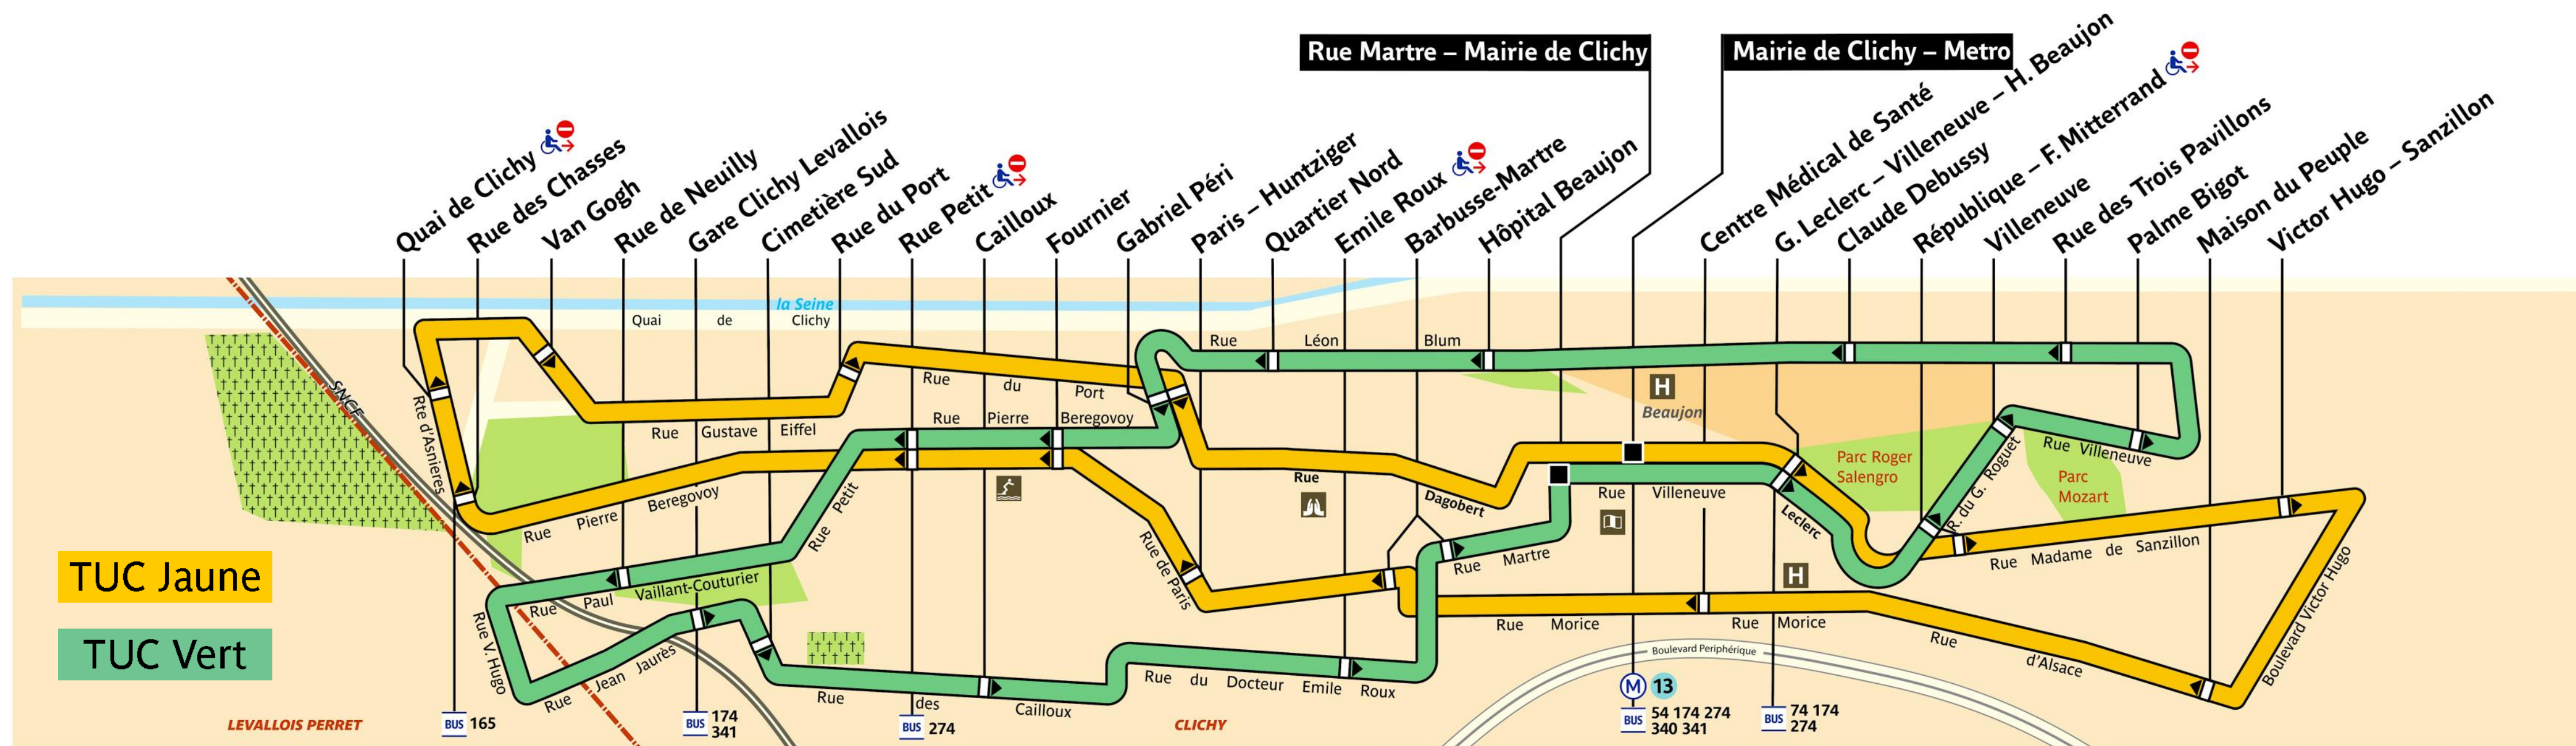 Rue Martre – Mairie de Clichy
Mairie de Clichy – Metro
Quai de Clichy
Rue des Chasses
Van Gogh
Rue de Neuilly
Gare Clichy Levallois
Cimetière Sud
Rue du Port
Rue Petit
Cailloux
Fournier
Gabriel Péri
Paris – Huntziger
Quartier Nord
Emile Roux
Barbusse-Martre
Hôpital Beaujon
Centre Médical de Santé
G. Leclerc – Villeneuve – H. Beaujon
Claude Debussy
République – F. Mitterrand
Villeneuve
Rue des Trois Pavillons
Palme Bigot
Maison du Peuple
Victor Hugo – Sanzillon
la Seine
Quai de Clichy
Rue Léon Blum
SNCF
Rte d'Asnieres
Rue du Port
Rue Pierre Beregovoy
Rue Gustave Eiffel
H
Beaujon
Parc Roger
Salengro
Rue Villeneuve
Parc
Mozart
R. du G. Roguet
Rue Dagobert
Rue Villeneuve
Leclerc
Rue Pierre Beregovoy
Rue Petit
Rue de Paris
Rue Martre
Rue Madame de Sanzillon
H
TUC Jaune
TUC Vert
Rue Paul Vaillant-Couturier
Rue V. Hugo
Rue Jean Jaurès
Rue Morice
Rue Morice
Rue d'Alsace
Boulevard Victor Hugo
Boulevard Periphérique
Rue des Cailloux
Rue du Docteur Emile Roux
LEVALLOIS PERRET
CLICHY
BUS 165
BUS 174
341
BUS 274
M 13
BUS 54 174 274
340 341
BUS 74 174
274